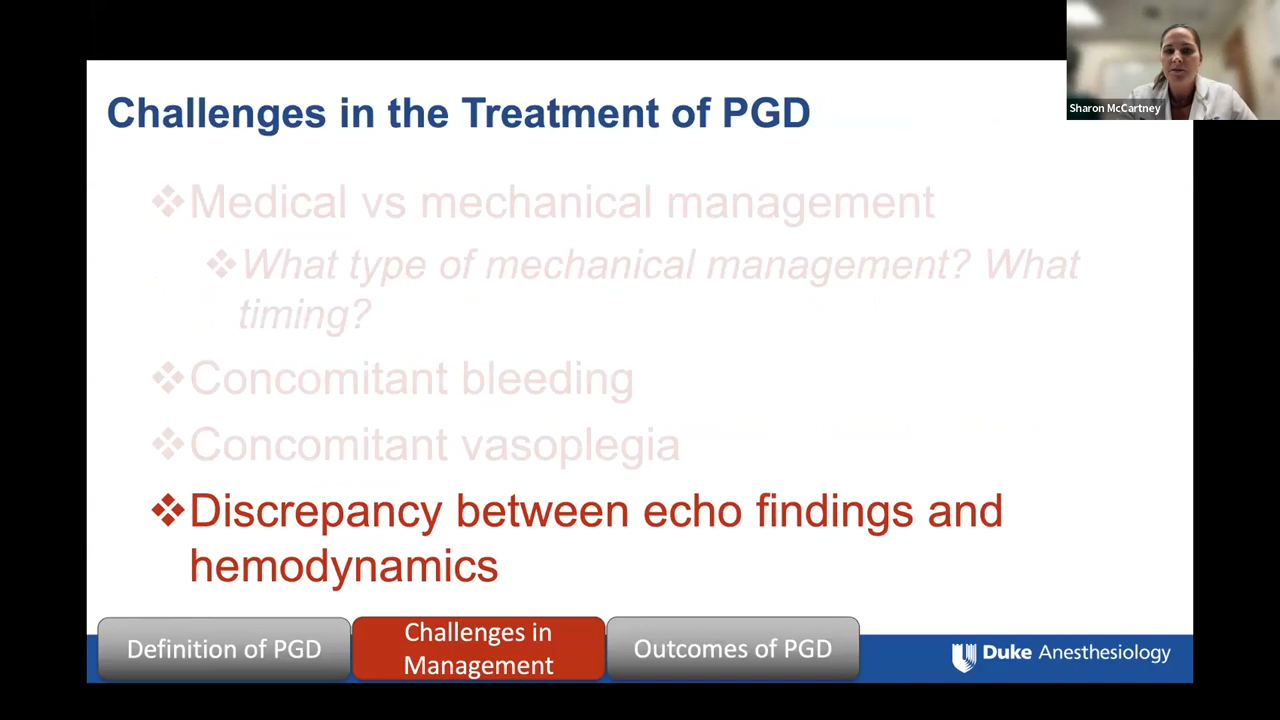 Sharon McCartney
Challenges in the Treatment of PGD
❖Medical vs mechanical management
❖What type of mechanical management? What
timing?
❖Concomitant bleeding
❖Concomitant vasoplegia
❖Discrepancy between echo findings and
hemodynamics
Definition of PGD
Challenges in
Management
Outcomes of PGD
Duke Anesthesiology